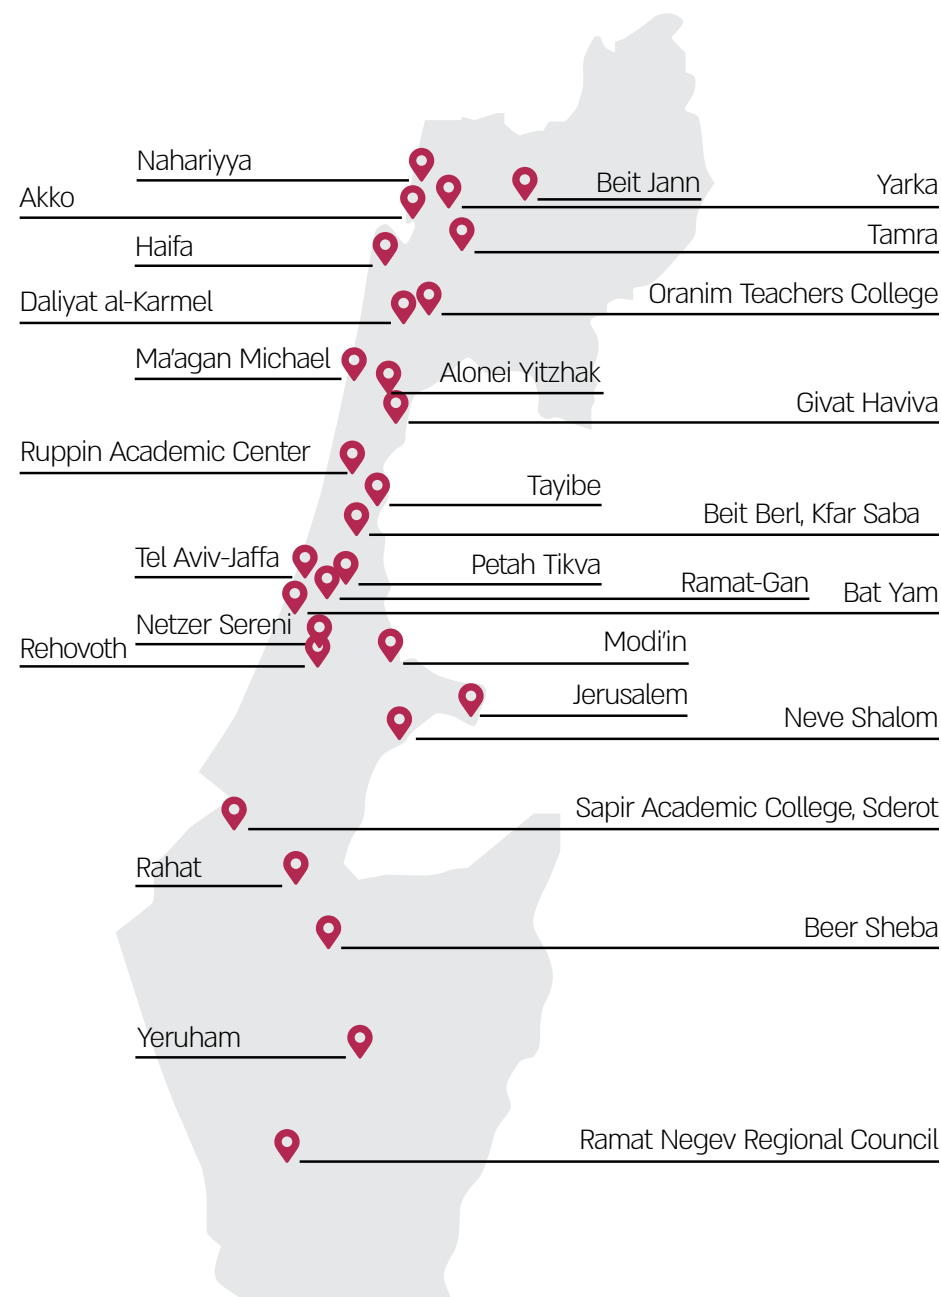 Nahariyya
Beit Jann
Yarka
Akko
Tamra
Haifa
Oranim Teachers College
Daliyat al-Karmel
Ma'agan Michael
Alonei Yitzhak
Givat Haviva
Ruppin Academic Center
Tayibe
Beit Berl, Kfar Saba
Tel Aviv-Jaffa
Petah Tikva
Ramat-Gan
Bat Yam
Netzer Sereni
Modi'in
Rehovoth
Jerusalem
Neve Shalom
Sapir Academic College, Sderot
Rahat
Beer Sheba
Yeruham
Ramat Negev Regional Council